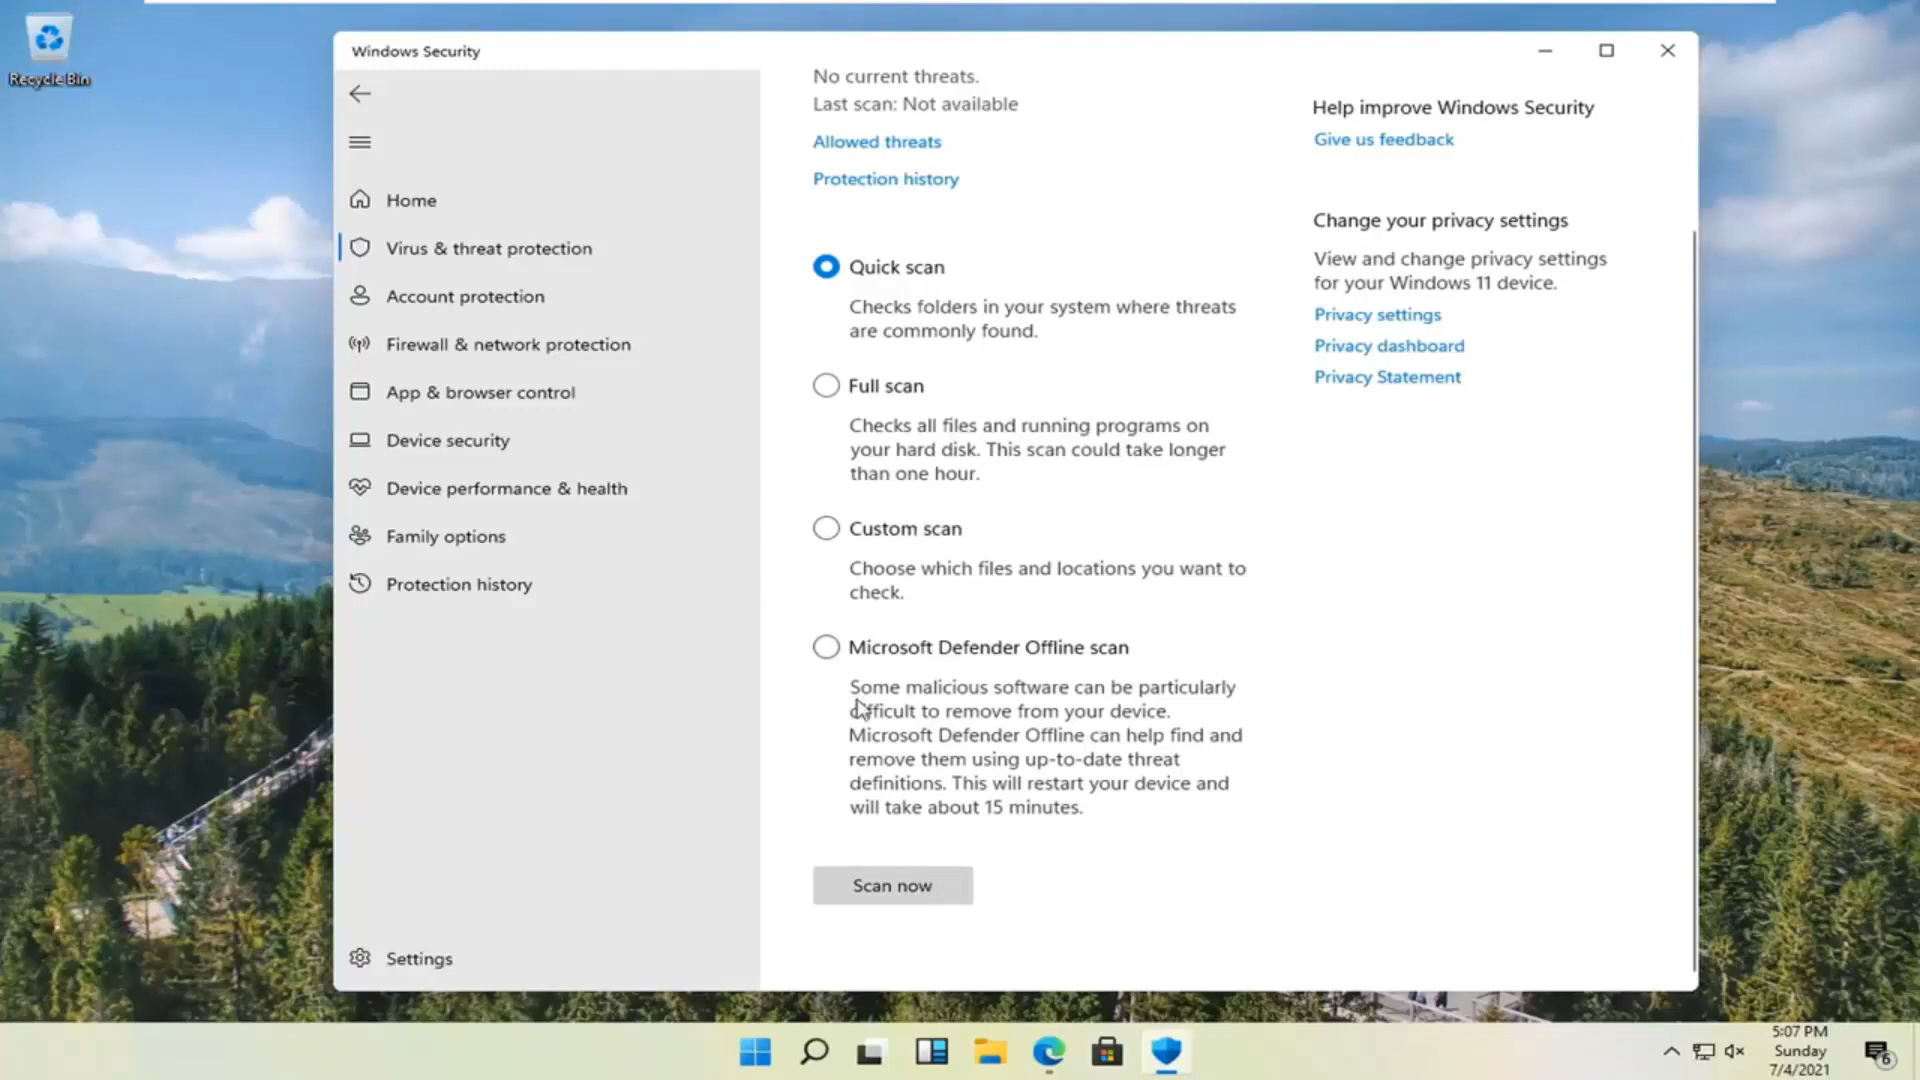 Recycle Bin
Windows Security
Home
Virus & threat protection
Account protection
Firewall & network protection
App & browser control
Device security
Device performance & health
Family options
Protection history
Settings
No current threats.
Last scan: Not available
Allowed threats
Protection history
Quick scan
Checks folders in your system where threats
are commonly found.
Full scan
Checks all files and running programs on
your hard disk. This scan could take longer
than one hour.
Custom scan
Choose which files and locations you want to
check.
Microsoft Defender Offline scan
Some malicious software can be particularly
difficult to remove from your device.
Microsoft Defender Offline can help find and
remove them using up-to-date threat
definitions. This will restart your device and
will take about 15 minutes.
Scan now
Help improve Windows Security
Give us feedback
Change your privacy settings
View and change privacy settings
for your Windows 11 device.
Privacy settings
Privacy dashboard
Privacy Statement
5:07 PM
Sunday
7/4/2021
6